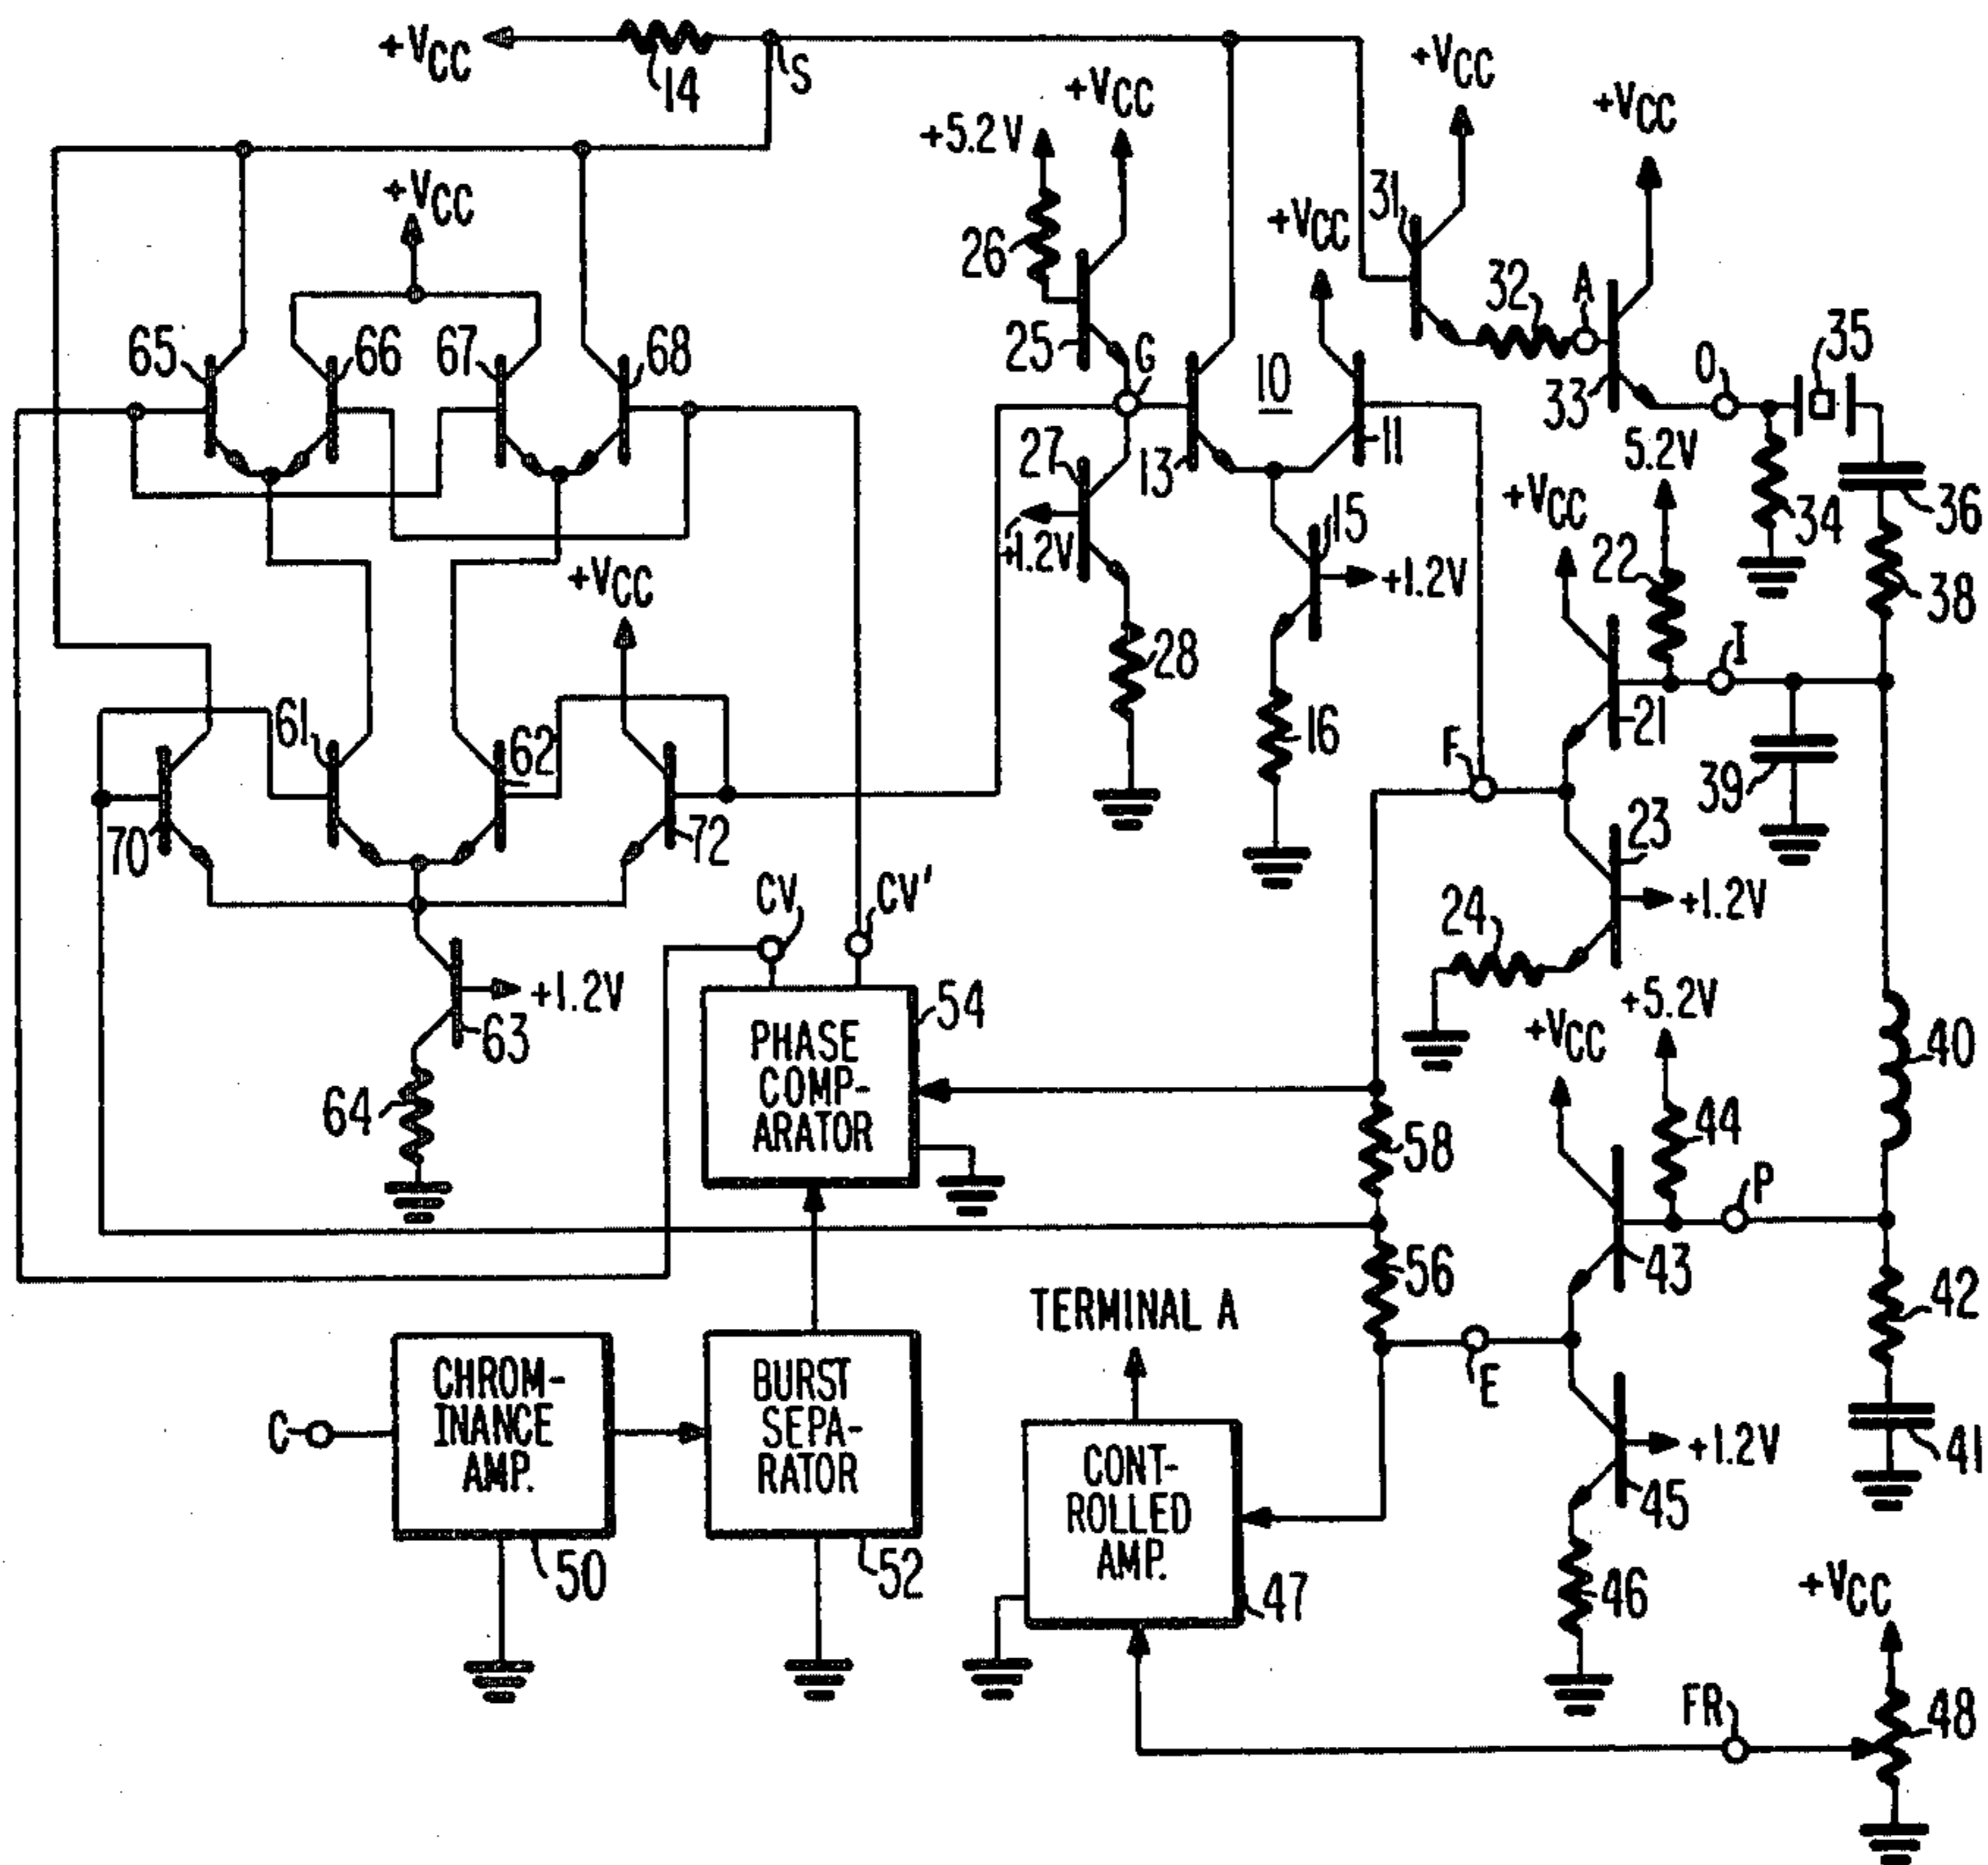 +VCC
14
S
+VCC
+VCC
+5.2V
+VCC
+VCC
31
26
+VCC
32
A
35
65
66
67
68
25
G
10
O
33
5.2V
27
13
11
+VCC
34
36
+1.2V
15
22
38
+VCC
+1.2V
28
I
16
21
61
62
F
39
70
72
23
CV
CV'
24
+1.2V
+1.2V
63
54
+5.2V
+VCC
40
PHASE
COMP-
ARATOR
64
58
44
P
56
43
42
TERMINAL A
E
C
CHROM-
INANCE
AMP.
BURST
SEPA-
RATOR
CONT-
ROLLED
AMP.
+1.2V
41
45
50
52
47
46
+VCC
FR
48